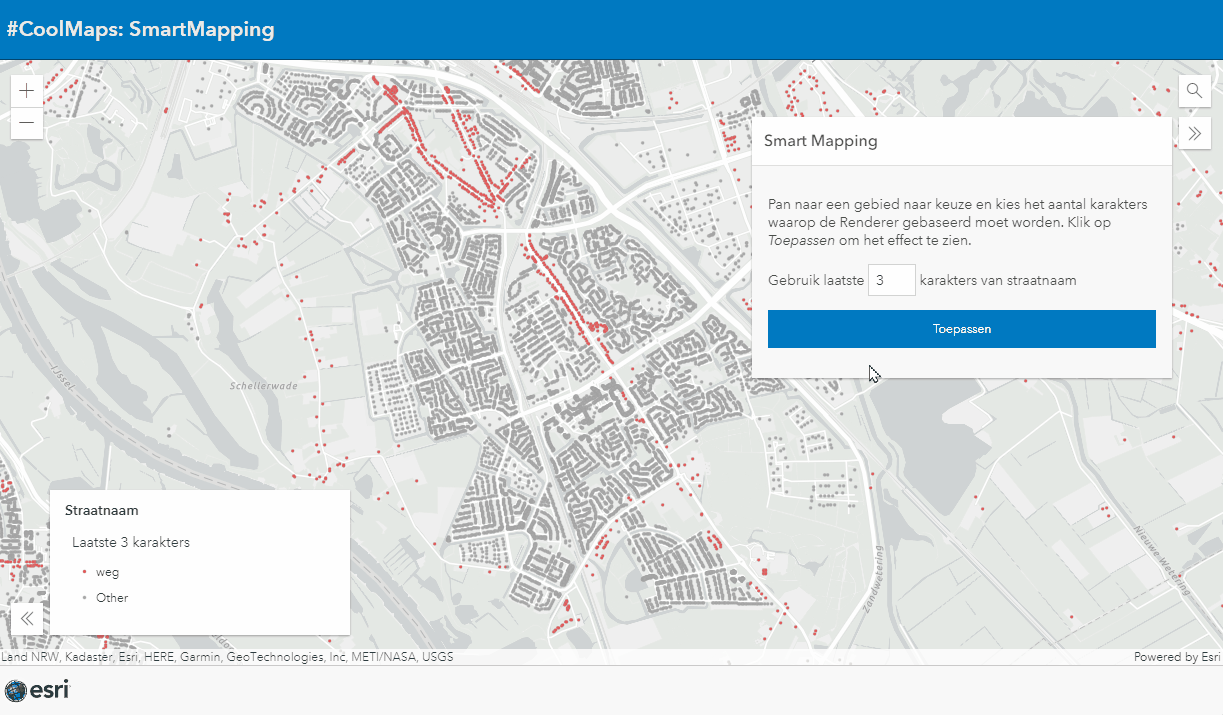 #CoolMaps: SmartMapping
Smart Mapping
Pan naar een gebied naar keuze en kies het aantal karakters
waarop de Renderer gebaseerd moet worden. Klik op
Toepassen om het effect te zien.
Gebruik laatste 3 karakters van straatnaam
Toepassen
IJssel
Schellerwade
Zandwetering
Nieuwe-Wetering
Straatnaam
Laatste 3 karakters
weg
Other
Land NRW, Kadaster, Esri, HERE, Garmin, GeoTechnologies, Inc, METI/NASA, USGS
Powered by Esri
esri